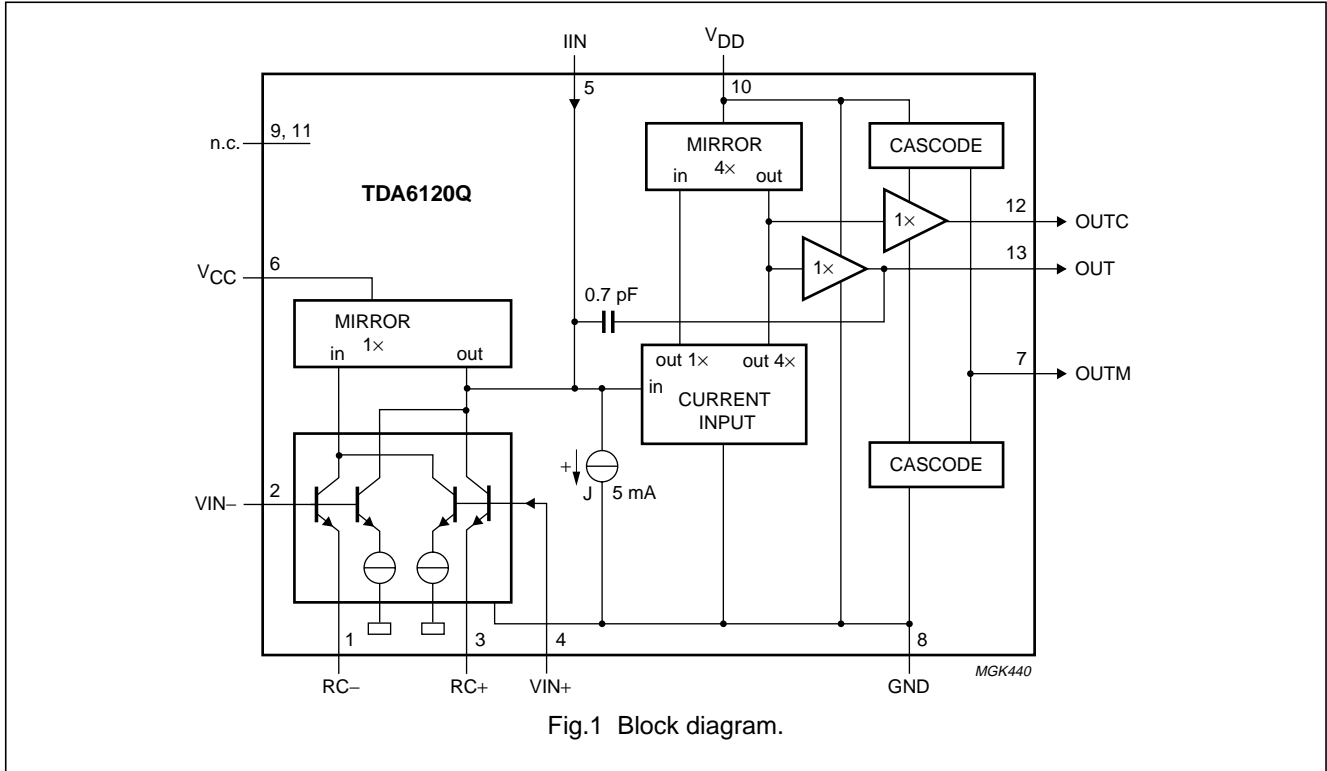 IIN
VDD
5
10
9, 11
n.c.
MIRROR
4×
in out
CASCODE
TDA6120Q
1×
12
OUTC
1×
13
OUT
6
VCC
0.7 pF
MIRROR
1×
in out
out 1× out 4×
in
CURRENT
INPUT
7
OUTM
CASCODE
+
J 5 mA
2
VIN−
1
3
4
8
RC−
RC+
VIN+
GND
MGK440
Fig.1 Block diagram.